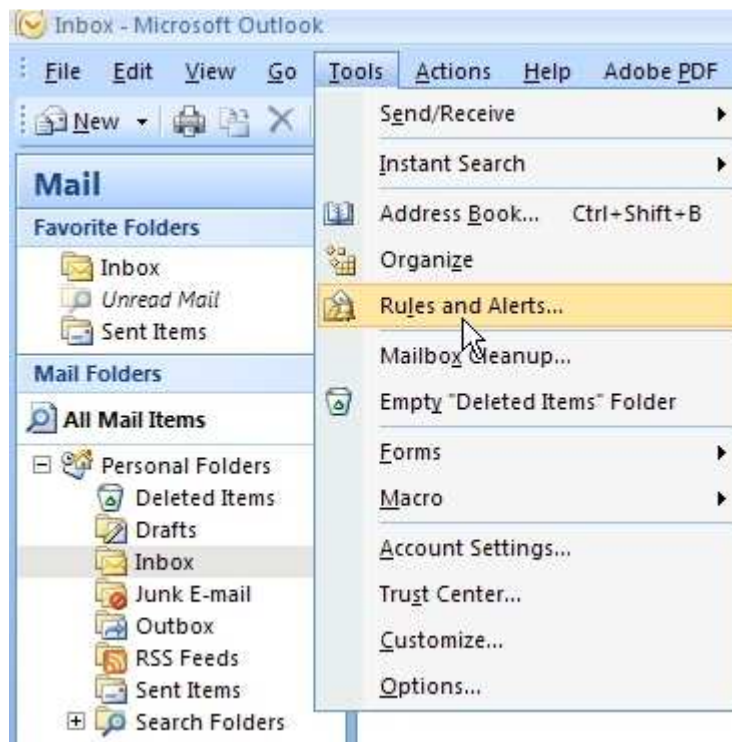 Inbox - Microsoft Outlook
File Edit View Go Tools Actions Help Adobe PDF
New
Mail
Favorite Folders
Inbox
Unread Mail
Sent Items
Mail Folders
All Mail Items
Personal Folders
Deleted Items
Drafts
Inbox
Junk E-mail
Outbox
RSS Feeds
Sent Items
Search Folders
Send/Receive
Instant Search
Address Book... Ctrl+Shift+B
Organize
Rules and Alerts...
Mailbox Cleanup...
Empty "Deleted Items" Folder
Forms
Macro
Account Settings...
Trust Center...
Customize...
Options...